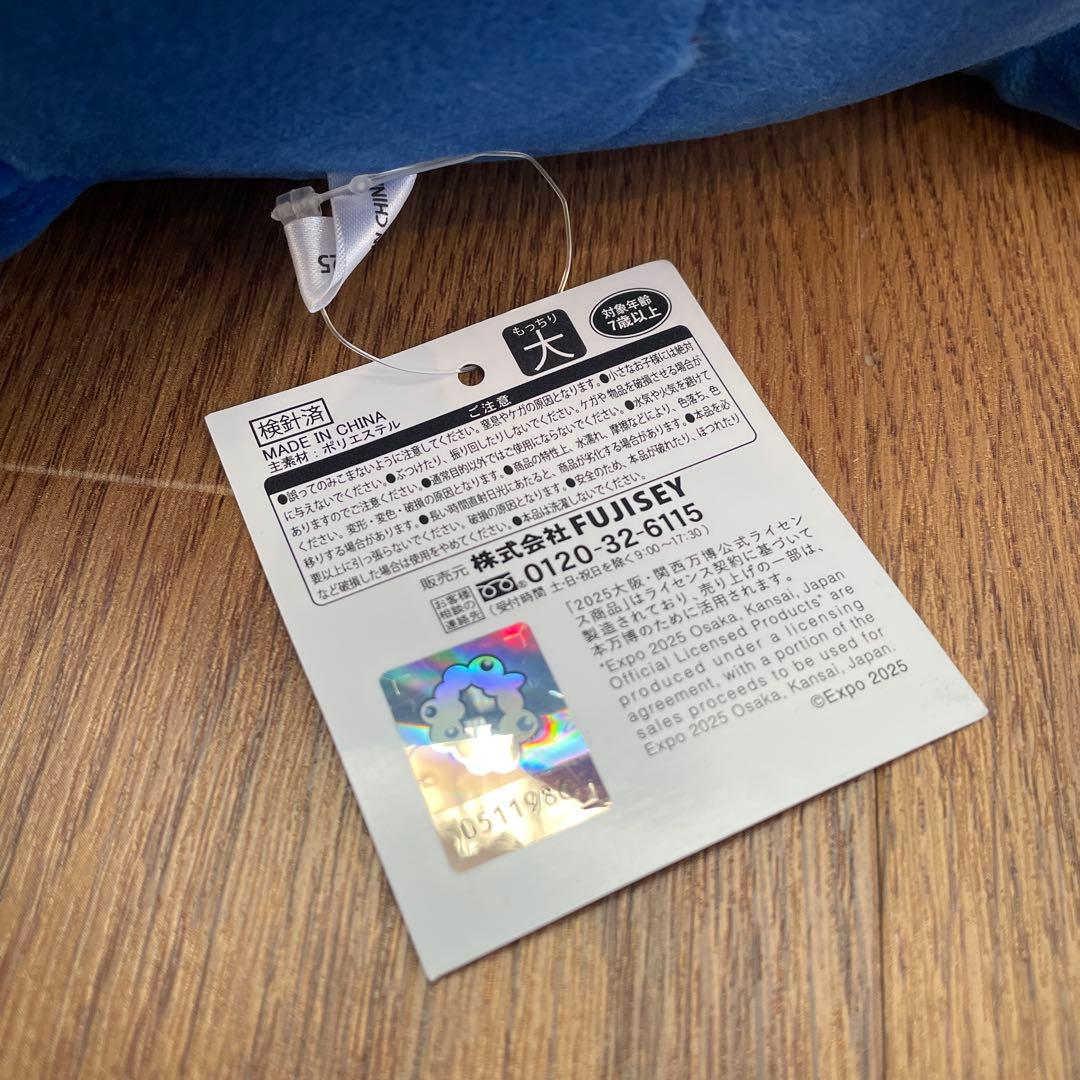 CHIN
25
もっちり
大
対象年齢
7歳以上
検針済
MADE IN CHINA
主素材：ポリエステル
ご注意
●誤ってのみこまないように注意してください。窒息やケガの原因となります。●小さなお子様には絶対
に与えないでください。●ぶつけたり、振り回したりしないでください。ケガや物品を破損させる場合が
ありますのでご注意ください。●通常目的以外ではご使用にならないでください。●水気や火気を避けて
ください。変形・変色・破損の原因となります。●商品の特性上、水濡れ、摩擦などにより、色落ち、色
移りする場合があります。●長い時間直射日光にあたると、商品が劣化する場合があります。●本品を必
要以上に引っ張らないでください。破損の原因となります。●安全のため、本品が破れたり、ほつれたり
など破損した場合は使用をやめてください。●本品は洗濯しないでください。
販売元 株式会社FUJISEY
お客様
相談の
連絡先
0120-32-6115
(受付時間 土・日・祝日を除く9:00～17:30)
「2025大阪・関西万博公式ライセン
ス商品」はライセンス契約に基づいて
製造されており、売り上げの一部は、
本万博のために活用されます。
"Expo 2025 Osaka, Kansai, Japan
Official Licensed Products" are
produced under a licensing
agreement, with a portion of the
sales proceeds to be used for
Expo 2025 Osaka, Kansai, Japan.
©Expo 2025